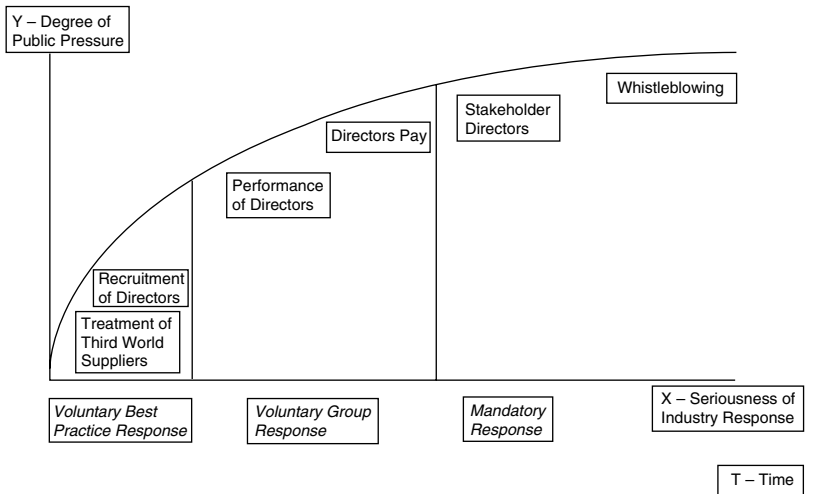 Y – Degree of
Public Pressure
Whistleblowing
Stakeholder
Directors
Directors Pay
Performance
of Directors
Recruitment
of Directors
Treatment of
Third World
Suppliers
Voluntary Best
Practice Response
Voluntary Group
Response
Mandatory
Response
X – Seriousness of
Industry Response
T – Time